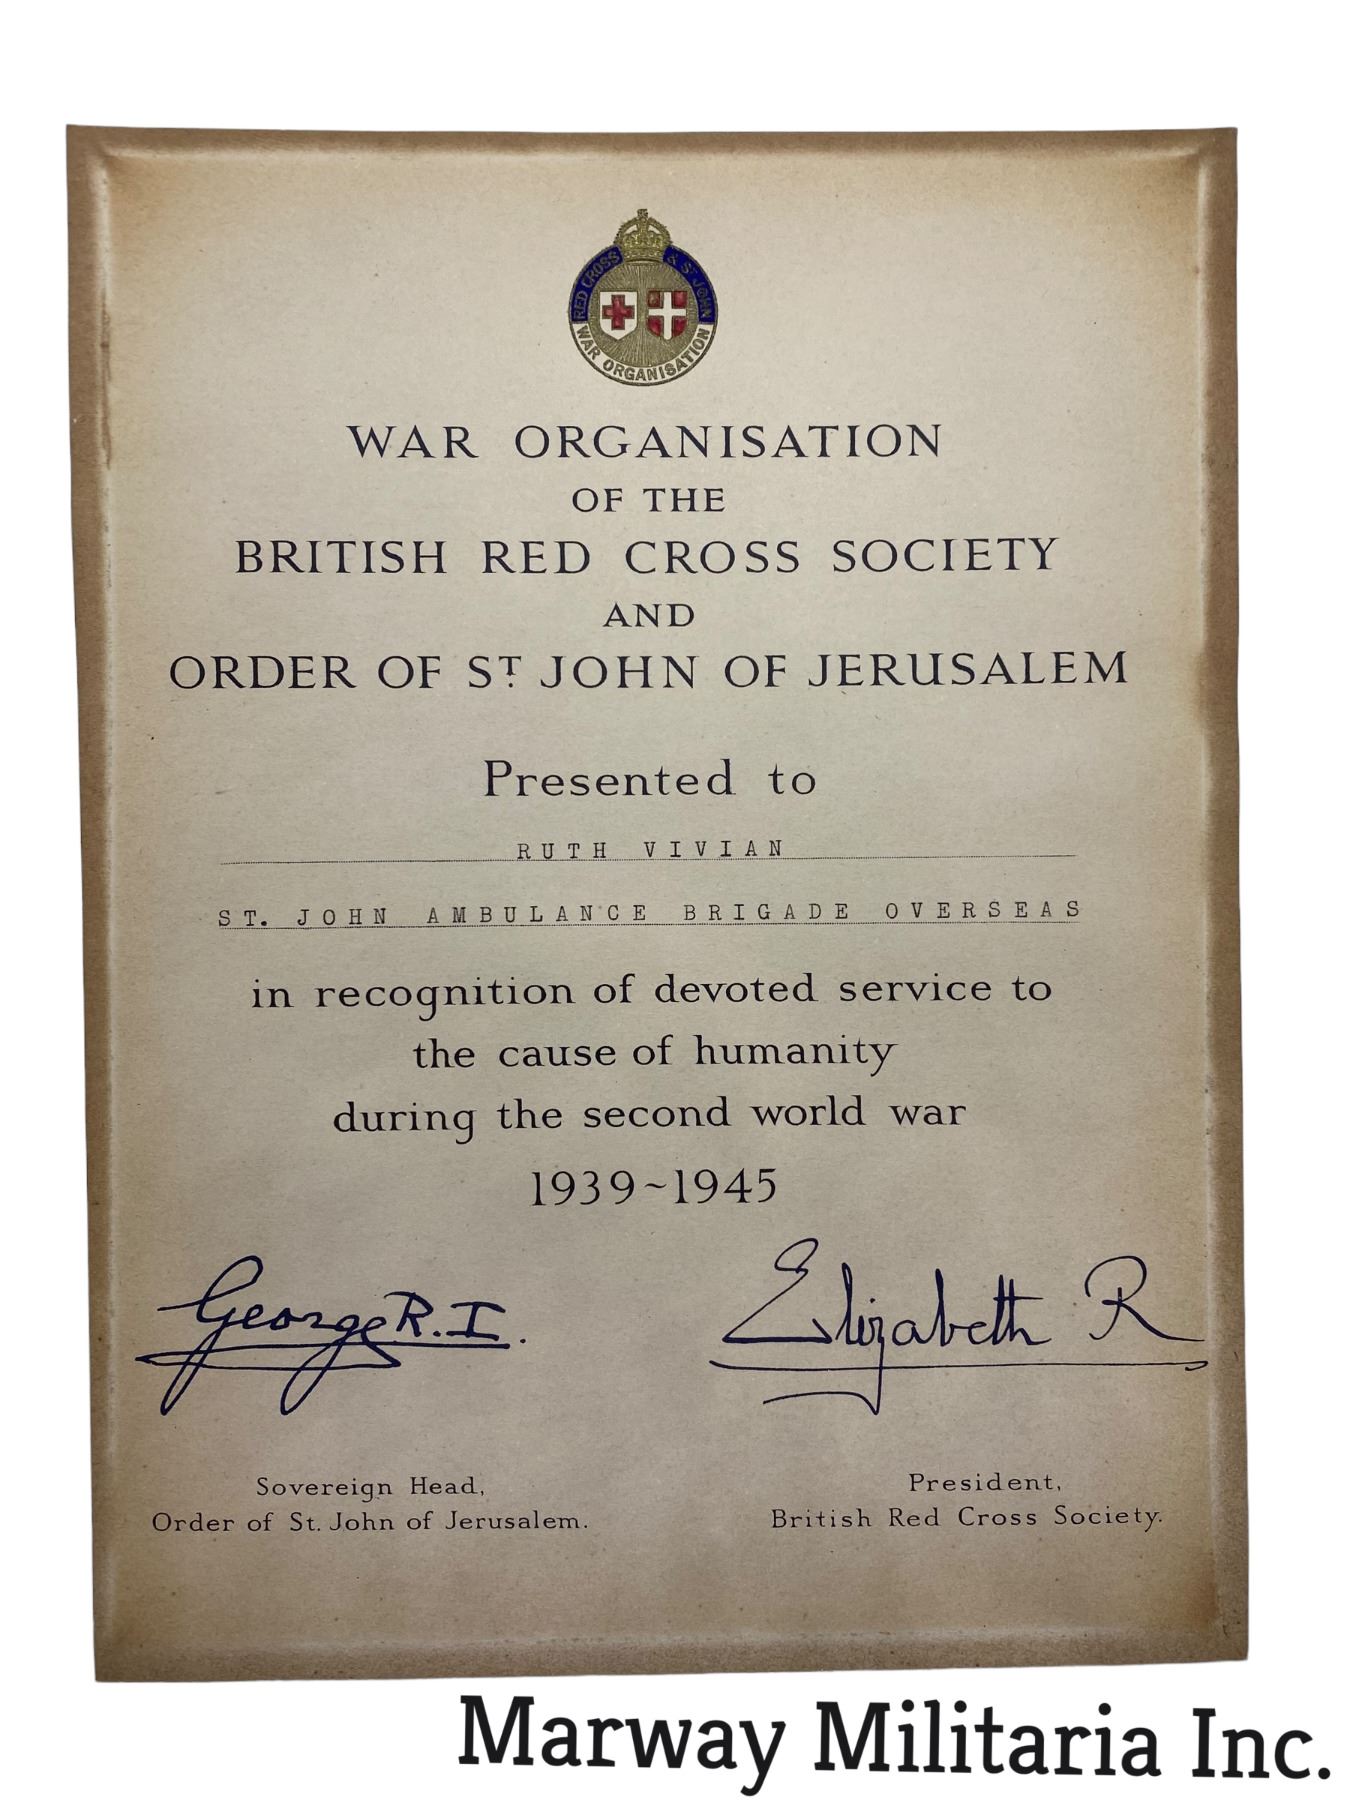 RED CROSS & ST JOHN
WAR ORGANISATION
WAR ORGANISATION
OF THE
BRITISH RED CROSS SOCIETY
AND
ORDER OF ST JOHN OF JERUSALEM
Presented to
RUTH VIVIAN
ST. JOHN AMBULANCE BRIGADE OVERSEAS
in recognition of devoted service to
the cause of humanity
during the second world war
1939~1945
George R.I.
Elizabeth R
Sovereign Head,
Order of St. John of Jerusalem.
President,
British Red Cross Society.
Marway Militaria Inc.